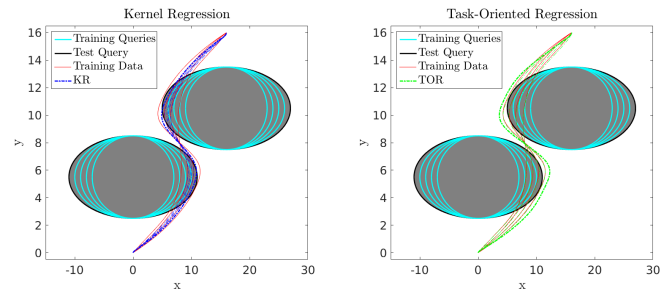 Kernel Regression
Training Queries
Test Query
Training Data
KR
16
14
12
10
8
6
4
2
0
y
-10
0
10
20
30
x
Task-Oriented Regression
Training Queries
Test Query
Training Data
TOR
16
14
12
10
8
6
4
2
0
y
-10
0
10
20
30
x